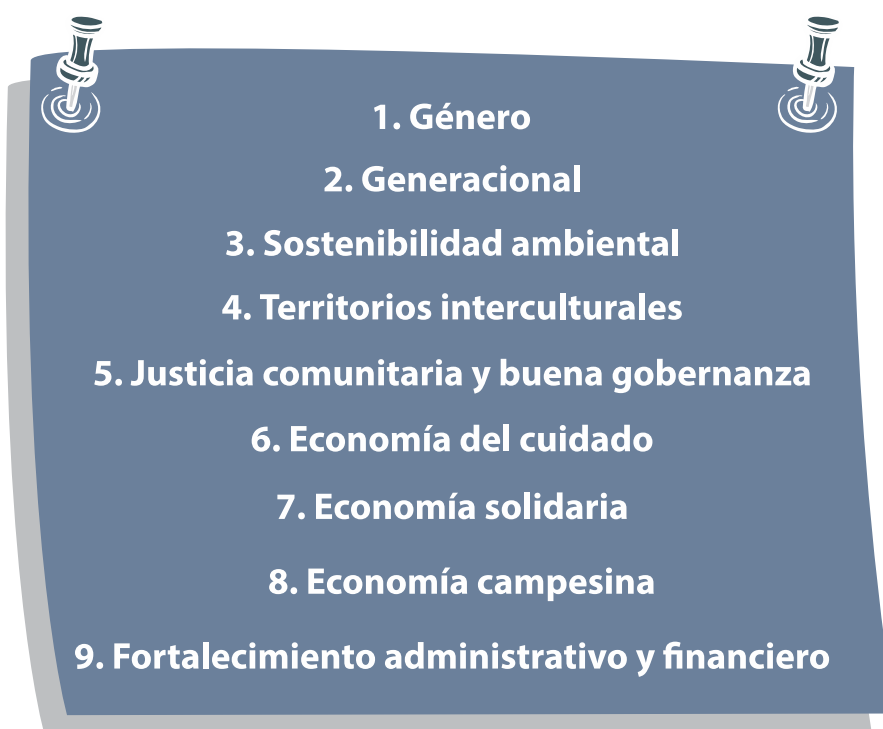 1. Género
2. Generacional
3. Sostenibilidad ambiental
4. Territorios interculturales
5. Justicia comunitaria y buena gobernanza
6. Economía del cuidado
7. Economía solidaria
8. Economía campesina
9. Fortalecimiento administrativo y financiero